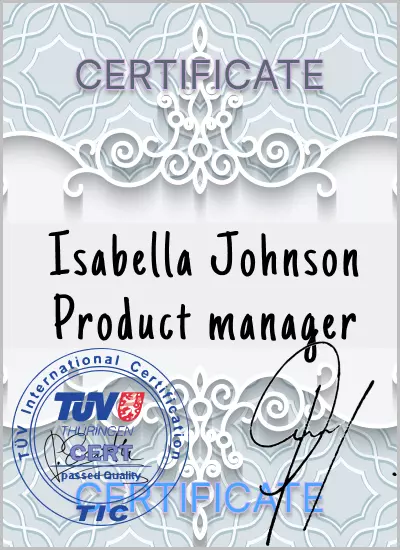 CERTIFICATE
Isabella Johnson
Product manager
TÜV International Certification
TÜV
THÜRINGEN
CERT
passed Quality
TIC
CERTIFICATE